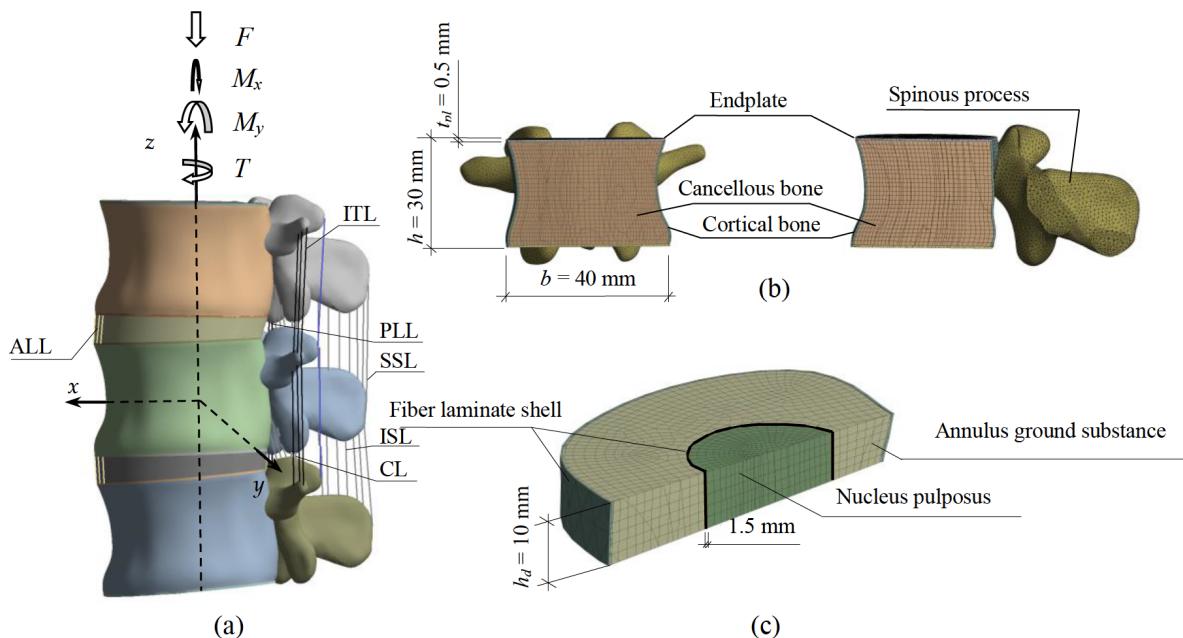 F
Mx
My
z
T
ITL
ALL
PLL
SSL
x
ISL
CL
y
(a)
tpl = 0.5 mm
Endplate
Spinous process
h = 30 mm
Cancellous bone
Cortical bone
b = 40 mm
(b)
Fiber laminate shell
Annulus ground substance
Nucleus pulposus
1.5 mm
hd = 10 mm
(c)